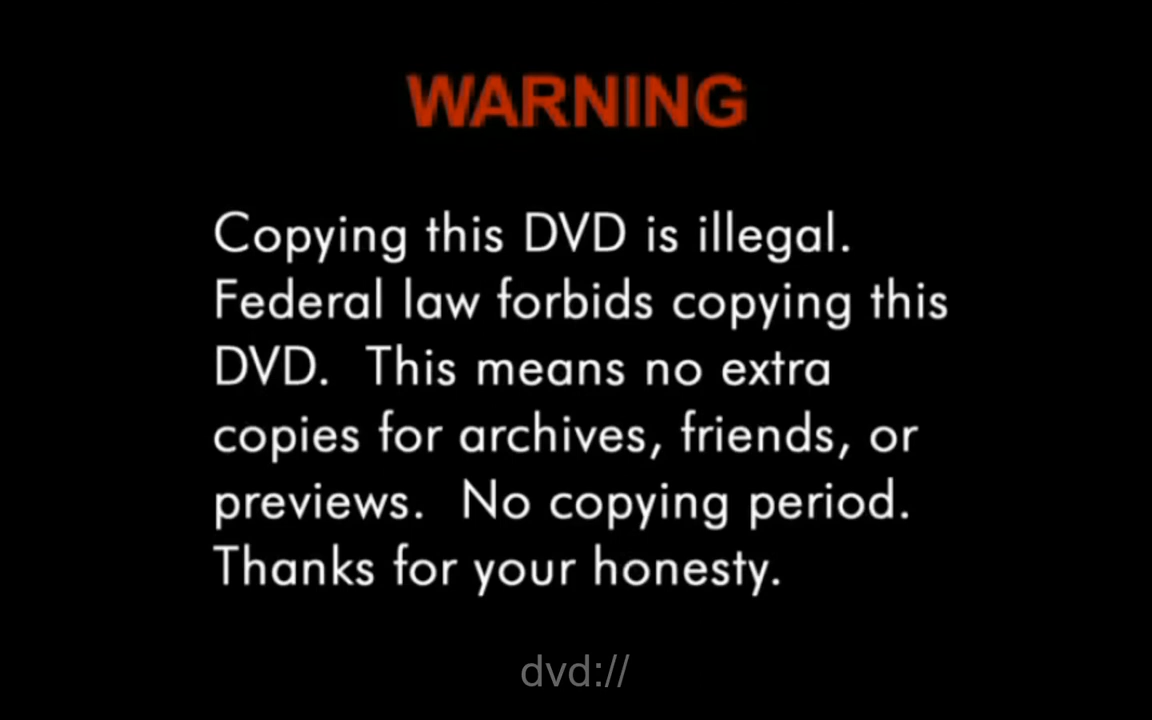 WARNING
Copying this DVD is illegal.
Federal law forbids copying this
DVD.  This means no extra
copies for archives, friends, or
previews.  No copying period.
Thanks for your honesty.
dvd://